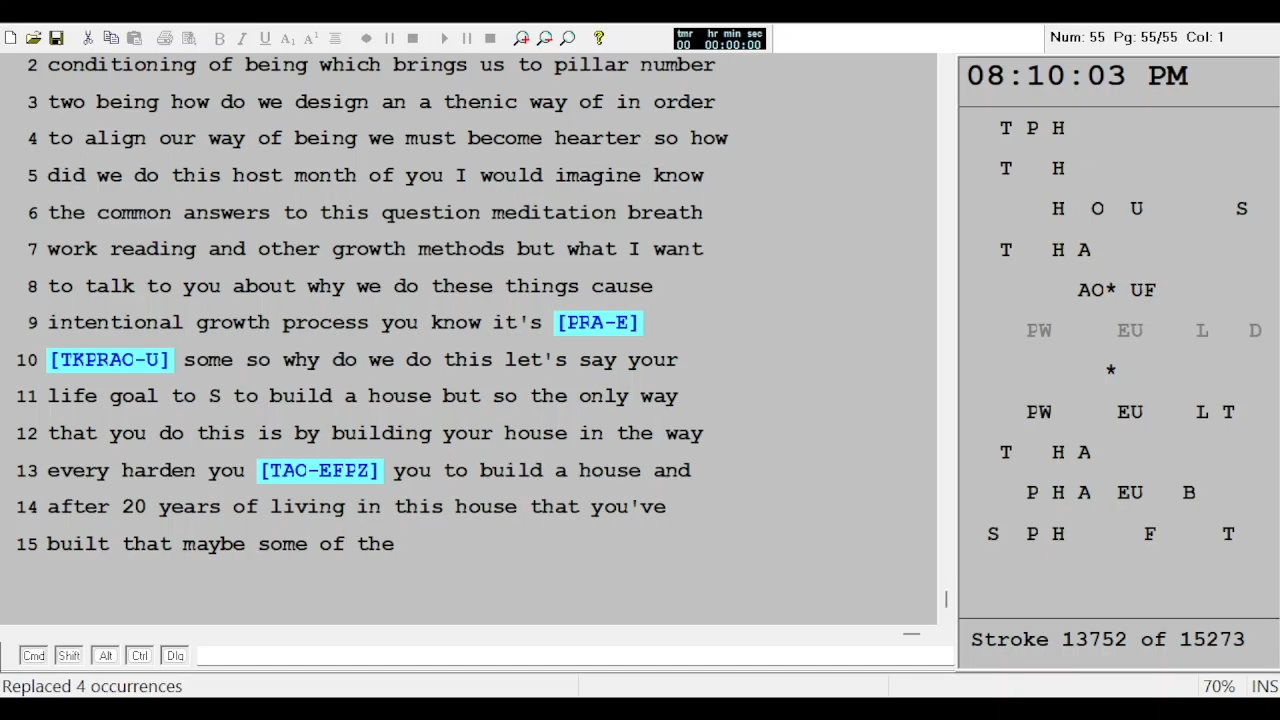 B I U A₁ A¹
tmr hr min sec
00 00:00:00
Num: 55 Pg: 55/55 Col: 1
2 conditioning of being which brings us to pillar number
3 two being how do we design an a thenic way of in order
4 to align our way of being we must become hearter so how
5 did we do this host month of you I would imagine know
6 the common answers to this question meditation breath
7 work reading and other growth methods but what I want
8 to talk to you about why we do these things cause
9 intentional growth process you know it's [PRA-E]
10 [TKPRAO-U] some so why do we do this let's say your
11 life goal to S to build a house but so the only way
12 that you do this is by building your house in the way
13 every harden you [TAO-EFPZ] you to build a house and
14 after 20 years of living in this house that you've
15 built that maybe some of the
08:10:03 PM
T P H
T H
H O U S
T H A
AO* UF
PW EU L D
*
PW EU L T
T H A
P H A EU B
S P H F T
Stroke 13752 of 15273
Cmd Shift Alt Ctrl Dlg
Replaced 4 occurrences
70% INS